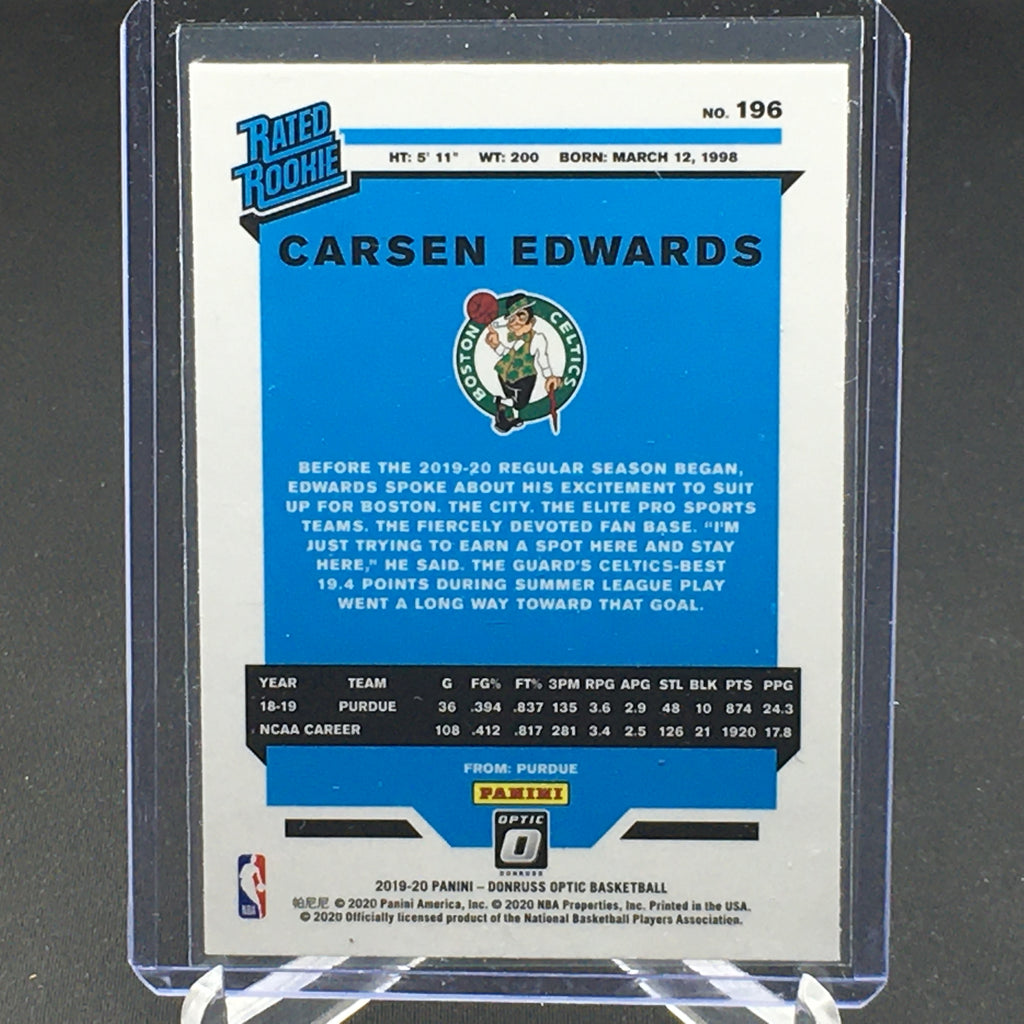 RATED
ROOKIE
NO. 196
HT: 5' 11" WT: 200 BORN: MARCH 12, 1998
CARSEN EDWARDS
BOSTON CELTICS
BEFORE THE 2019-20 REGULAR SEASON BEGAN,
EDWARDS SPOKE ABOUT HIS EXCITEMENT TO SUIT
UP FOR BOSTON. THE CITY. THE ELITE PRO SPORTS
TEAMS. THE FIERCELY DEVOTED FAN BASE. "I'M
JUST TRYING TO EARN A SPOT HERE AND STAY
HERE," HE SAID. THE GUARD'S CELTICS-BEST
19.4 POINTS DURING SUMMER LEAGUE PLAY
WENT A LONG WAY TOWARD THAT GOAL.
YEAR TEAM G FG% FT% 3PM RPG APG STL BLK PTS PPG
18-19 PURDUE 36 .394 .837 135 3.6 2.9 48 10 874 24.3
NCAA CAREER 108 .412 .817 281 3.4 2.5 126 21 1920 17.8
FROM: PURDUE
PANINI
OPTIC
O
DONRUSS
NBA
2019-20 PANINI – DONRUSS OPTIC BASKETBALL
帕尼尼 © 2020 Panini America, Inc. © 2020 NBA Properties, Inc. Printed in the USA.
© 2020 Officially licensed product of the National Basketball Players Association.